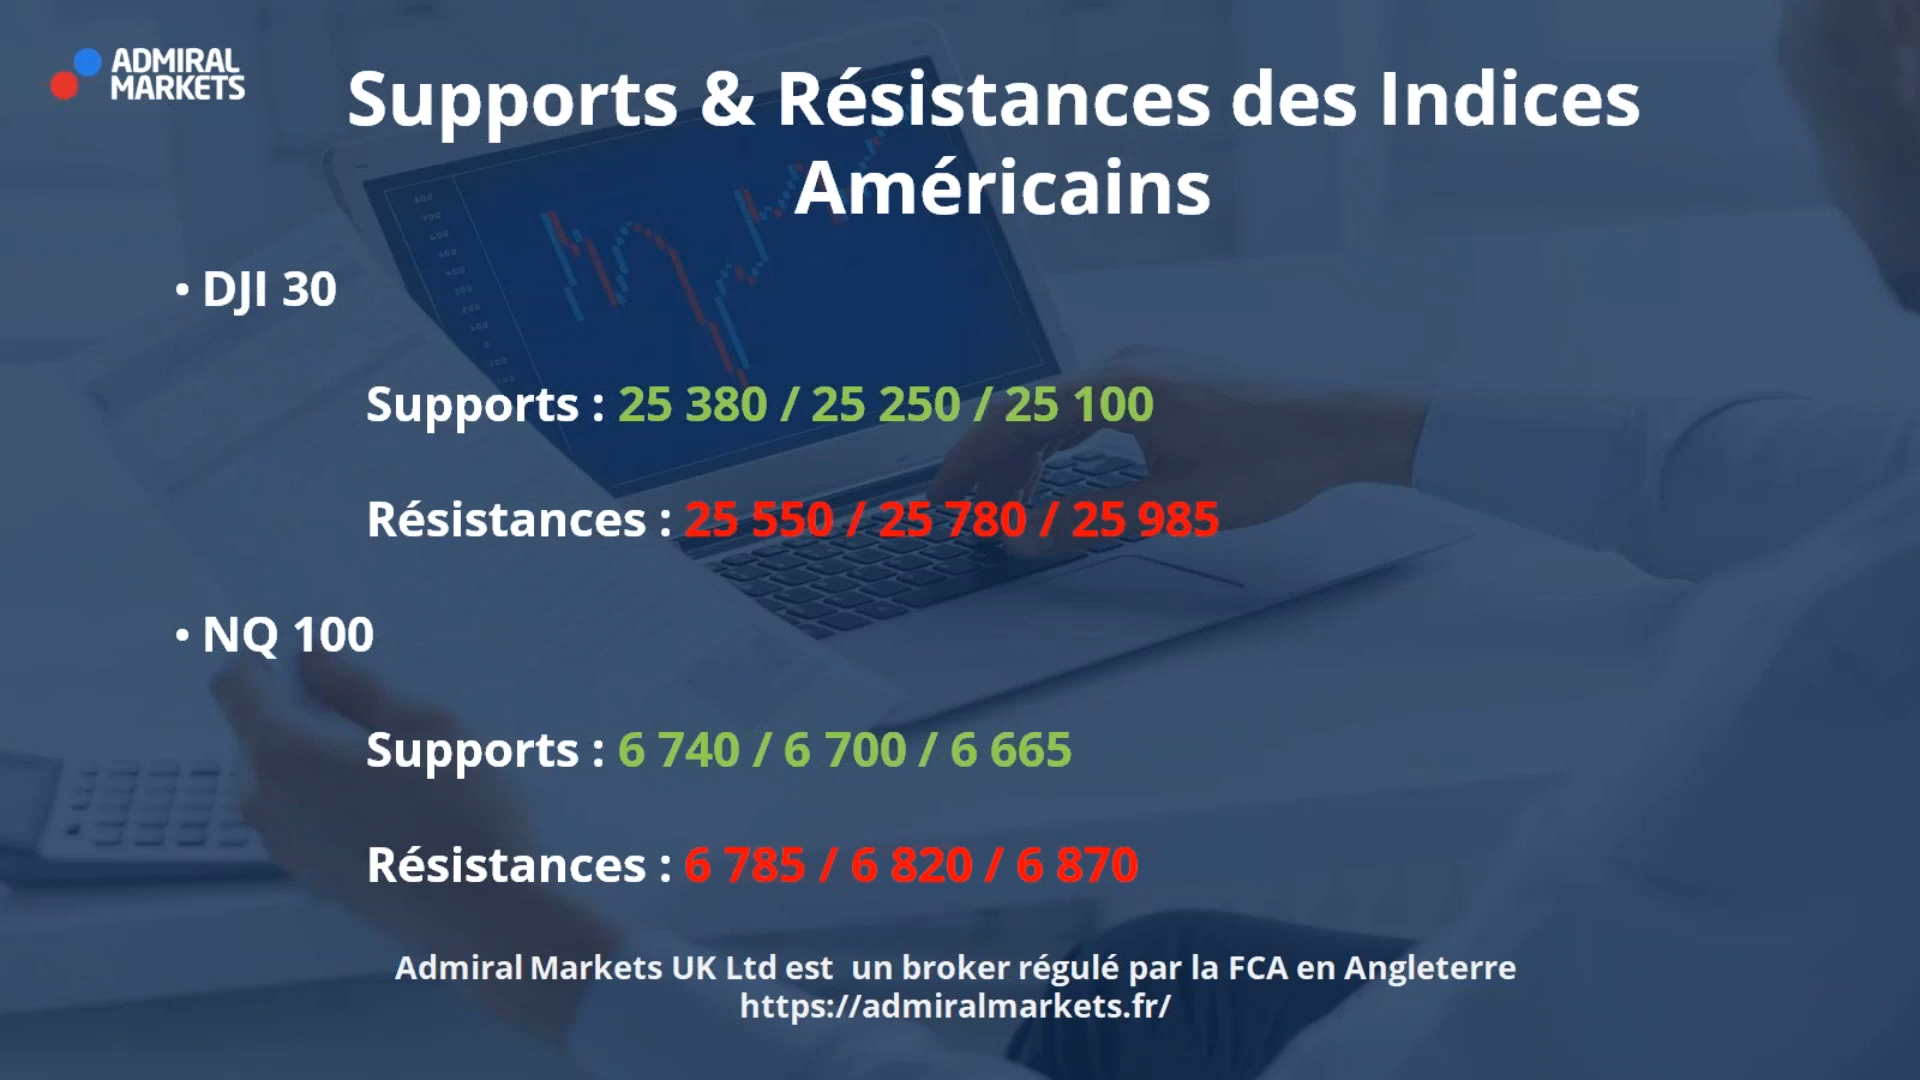 ADMIRAL
MARKETS
Supports & Résistances des Indices
Américains
• DJI 30
Supports : 25 380 / 25 250 / 25 100
Résistances : 25 550 / 25 780 / 25 985
• NQ 100
Supports : 6 740 / 6 700 / 6 665
Résistances : 6 785 / 6 820 / 6 870
Admiral Markets UK Ltd est  un broker régulé par la FCA en Angleterre
https://admiralmarkets.fr/